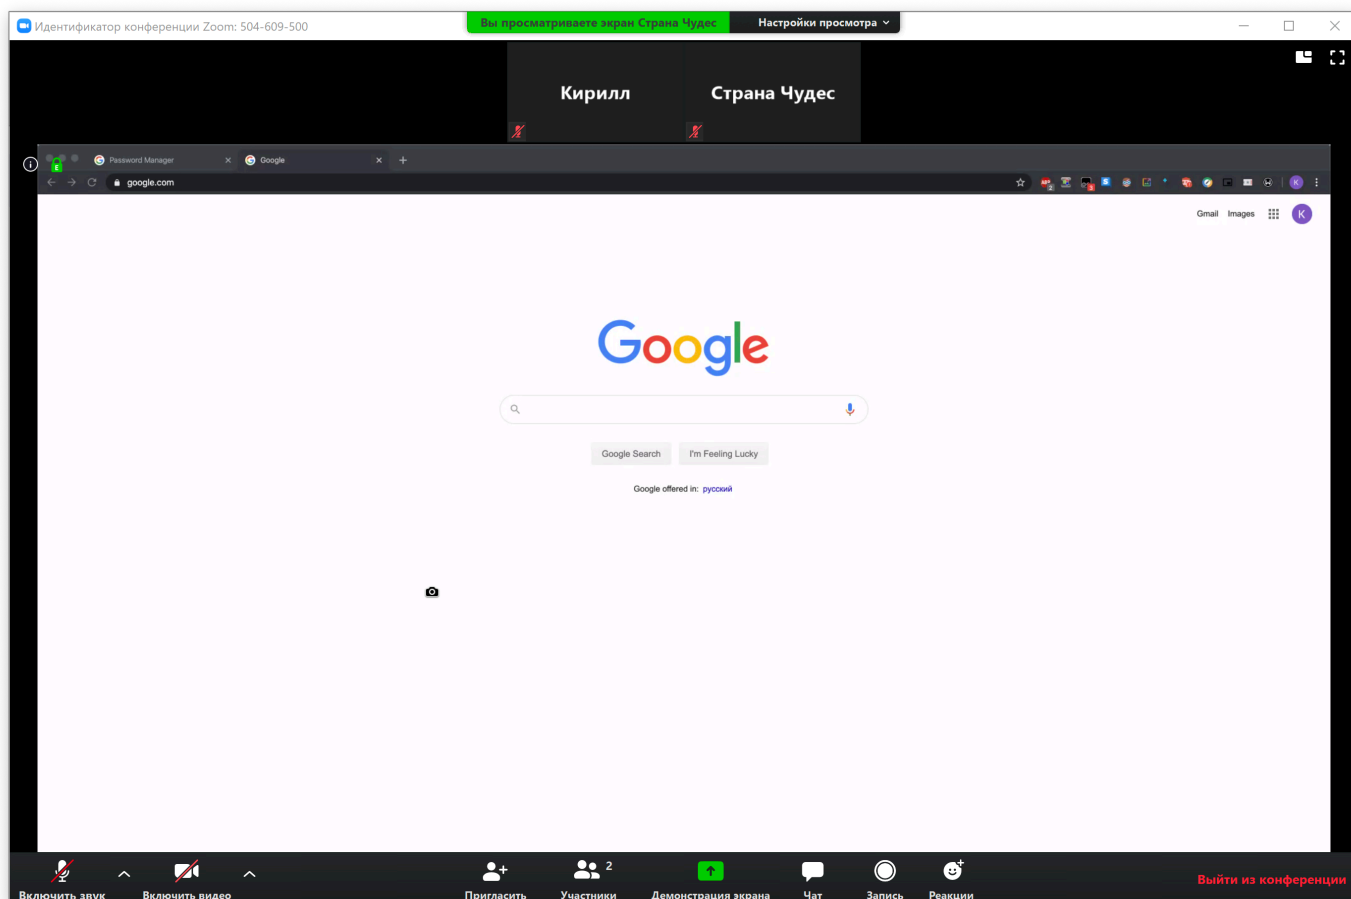 Идентификатор конференции Zoom: 504-609-500
Вы просматриваете экран Страна Чудес
Настройки просмотра
Кирилл
Страна Чудес
Password Manager
Google
google.com
Gmail Images
K
Google
Google Search I'm Feeling Lucky
Google offered in: русский
2
Включить звук
Включить видео
Пригласить
Участники
Демонстрация экрана
Чат
Запись
Реакции
Выйти из конференции